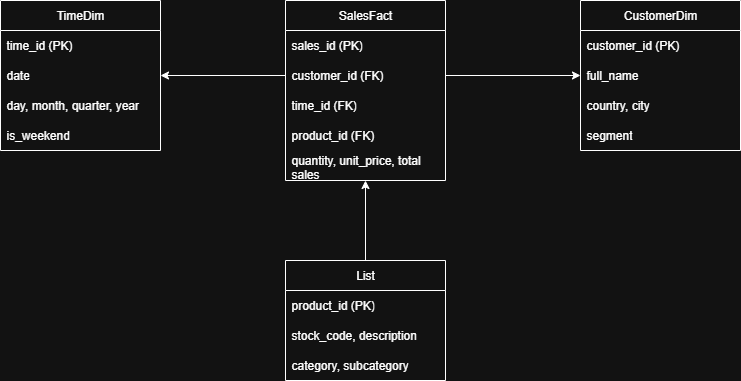 TimeDim
time_id (PK)
date
day, month, quarter, year
is_weekend
SalesFact
sales_id (PK)
customer_id (FK)
time_id (FK)
product_id (FK)
quantity, unit_price, total
sales
CustomerDim
customer_id (PK)
full_name
country, city
segment
List
product_id (PK)
stock_code, description
category, subcategory